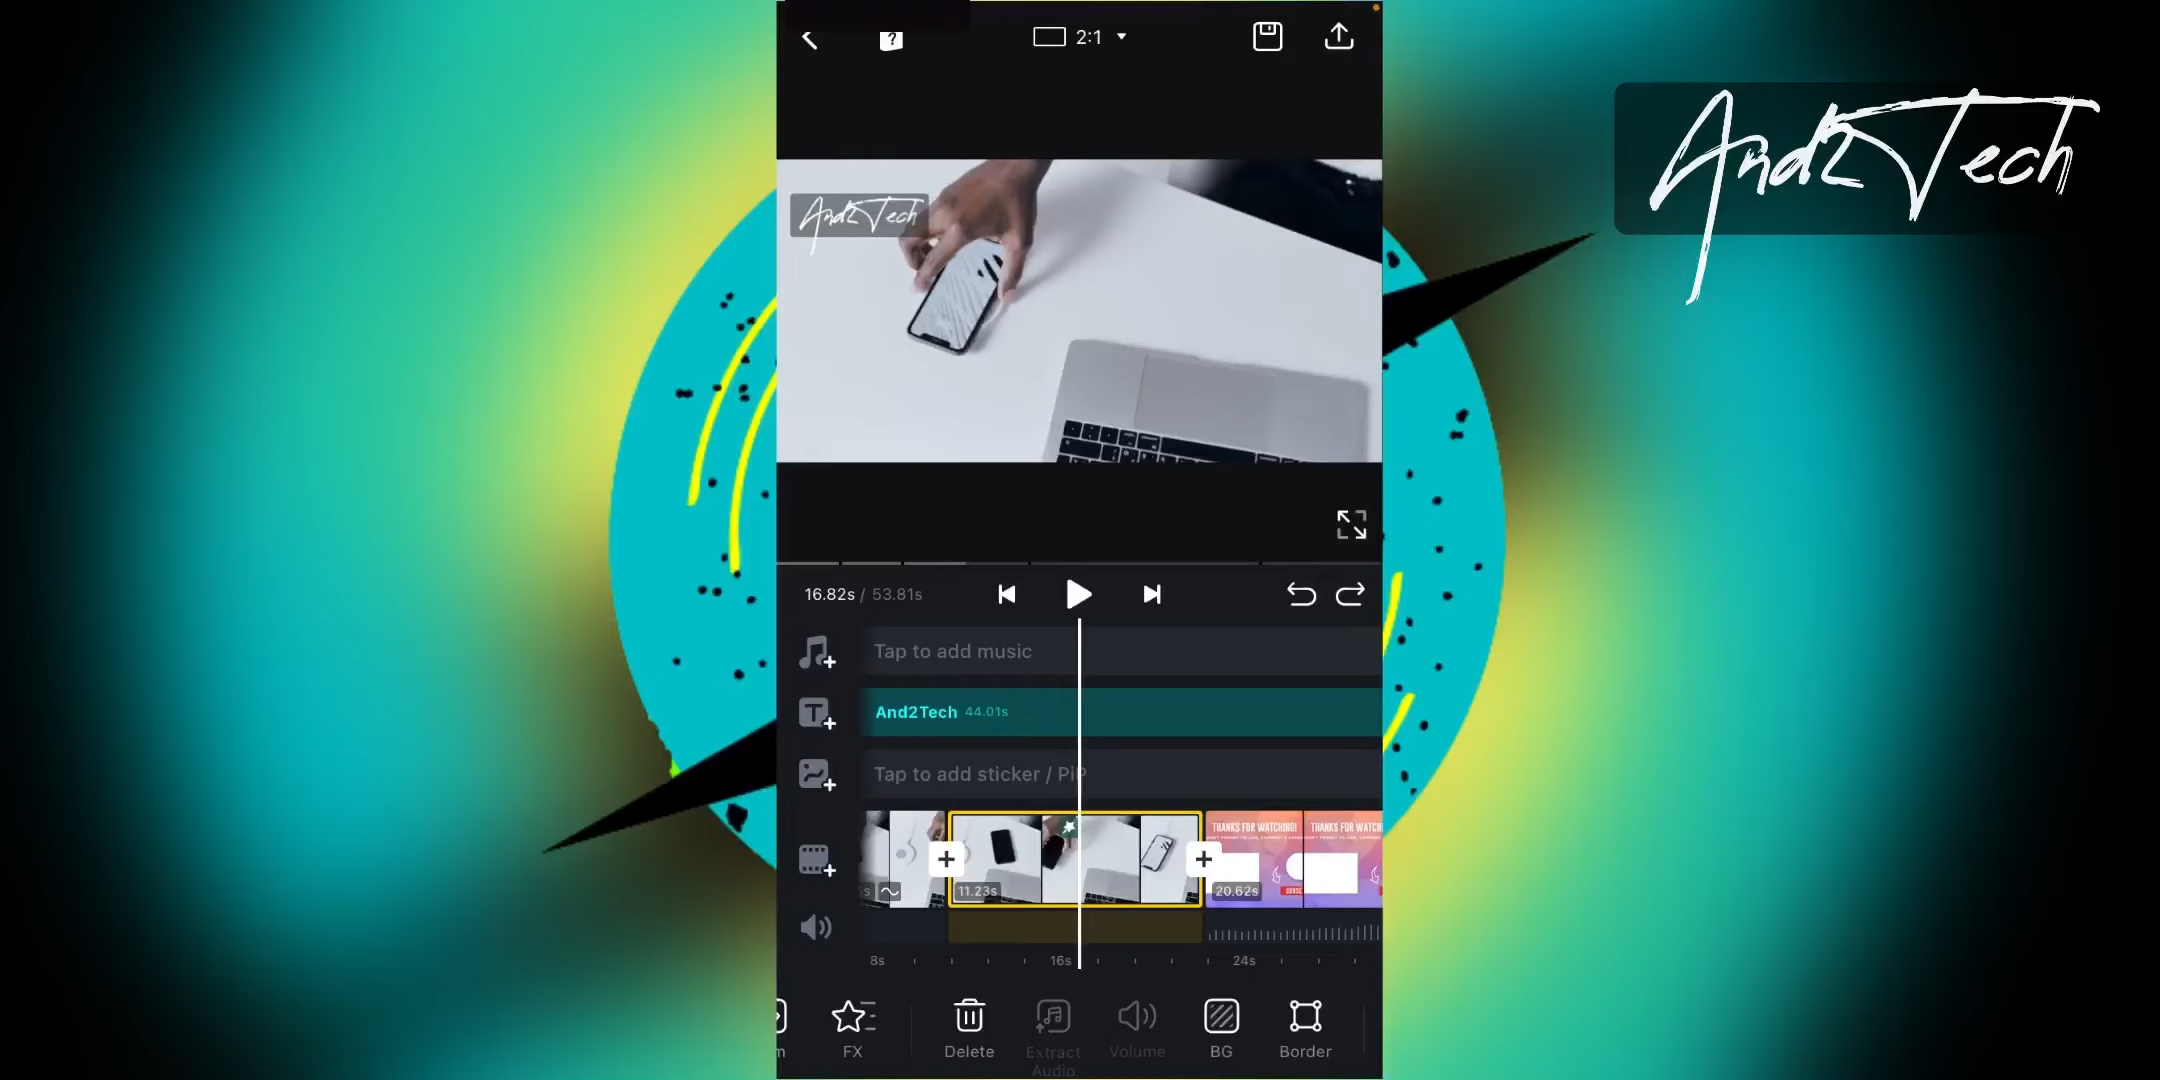 2:1
And2Tech
And2Tech
16.82s / 53.81s
Tap to add music
And2Tech 44.01s
Tap to add sticker / PiP
THANKS FOR WATCHING! THANKS FOR WATCH
11.23s
20.62s
8s 16s 24s
FX Delete Extract Audio Volume BG Border